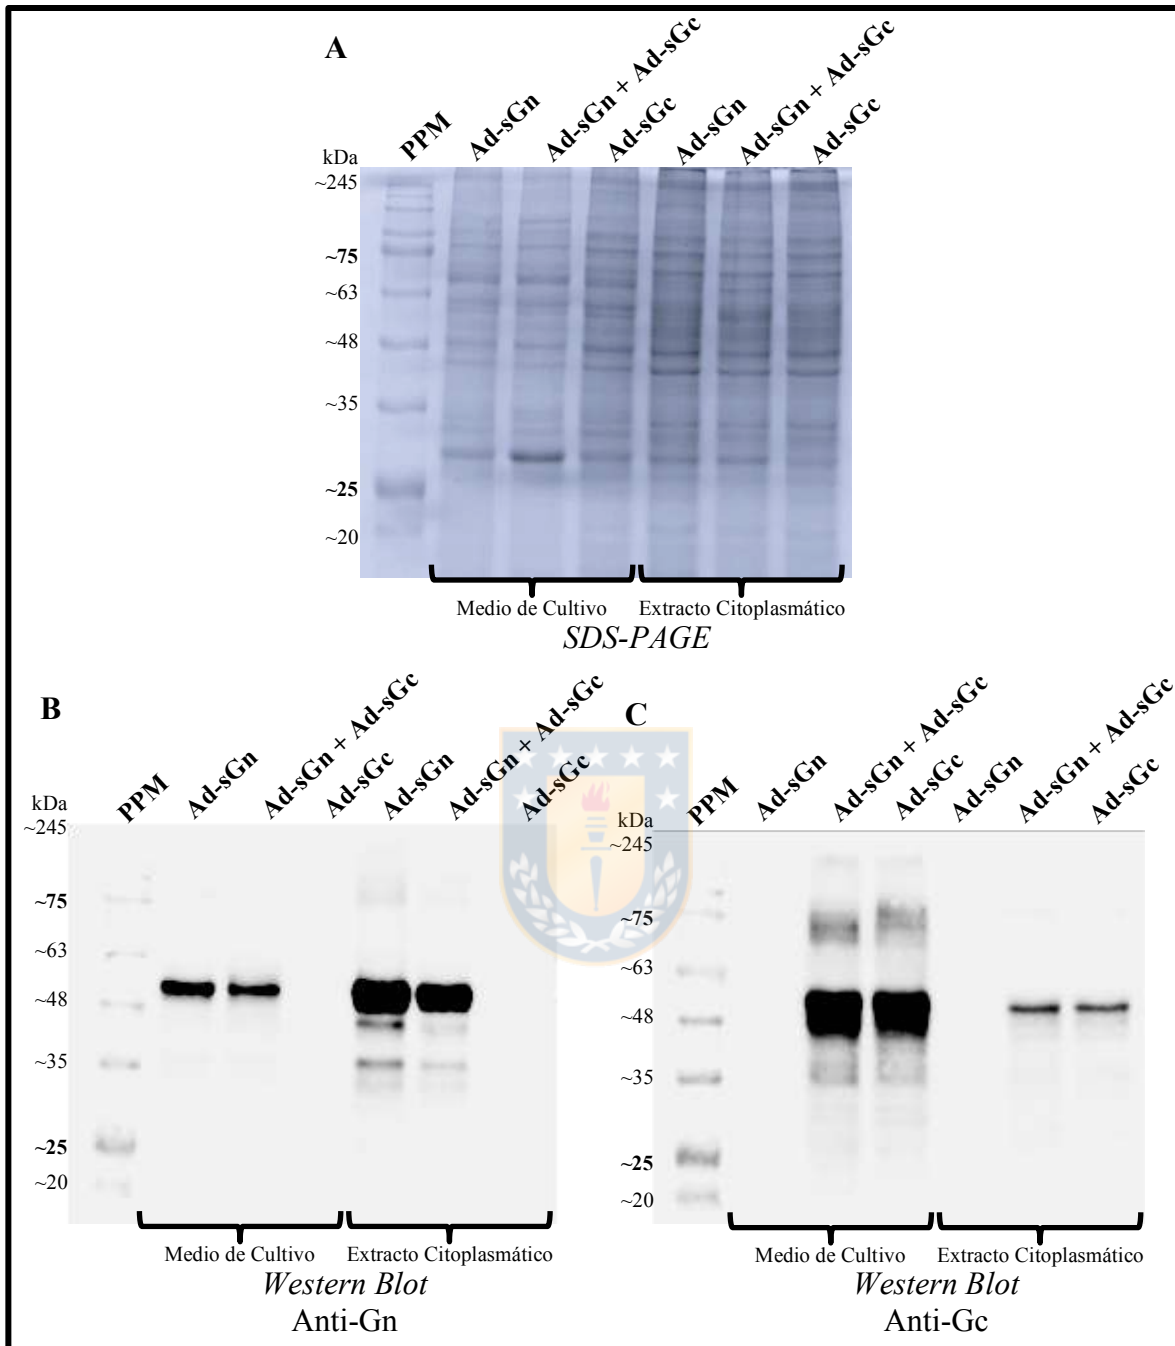 A
PPM
Ad-sGn
Ad-sGn + Ad-sGc
Ad-sGc
Ad-sGn
Ad-sGn + Ad-sGc
Ad-sGc
kDa
~245
~75
~63
~48
~35
~25
~20
Medio de Cultivo Extracto Citoplasmático
SDS-PAGE
B
PPM
Ad-sGn
Ad-sGn + Ad-sGc
Ad-sGc
Ad-sGn
Ad-sGn + Ad-sGc
Ad-sGc
kDa
~245
~75
~63
~48
~35
~25
~20
Medio de Cultivo Extracto Citoplasmático
Western Blot
Anti-Gn
C
PPM
Ad-sGn
Ad-sGn + Ad-sGc
Ad-sGc
Ad-sGn
Ad-sGn + Ad-sGc
Ad-sGc
kDa
~245
~75
~63
~48
~35
~25
~20
Medio de Cultivo Extracto Citoplasmático
Western Blot
Anti-Gc